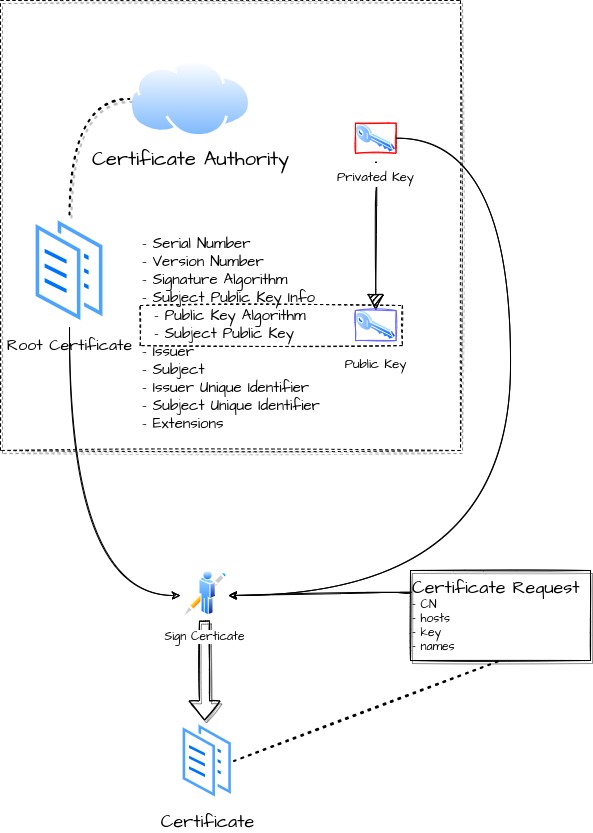 Certificate Authority
Privated Key
- Serial Number
- Version Number
- Signature Algorithm
- Subject Public Key Info
- Public Key Algorithm
- Subject Public Key
- Issuer
- Subject
- Issuer Unique Identifier
- Subject Unique Identifier
- Extensions
Root Certificate
Public Key
Certificate Request
- CN
- hosts
- key
- names
Sign Certicate
Certificate